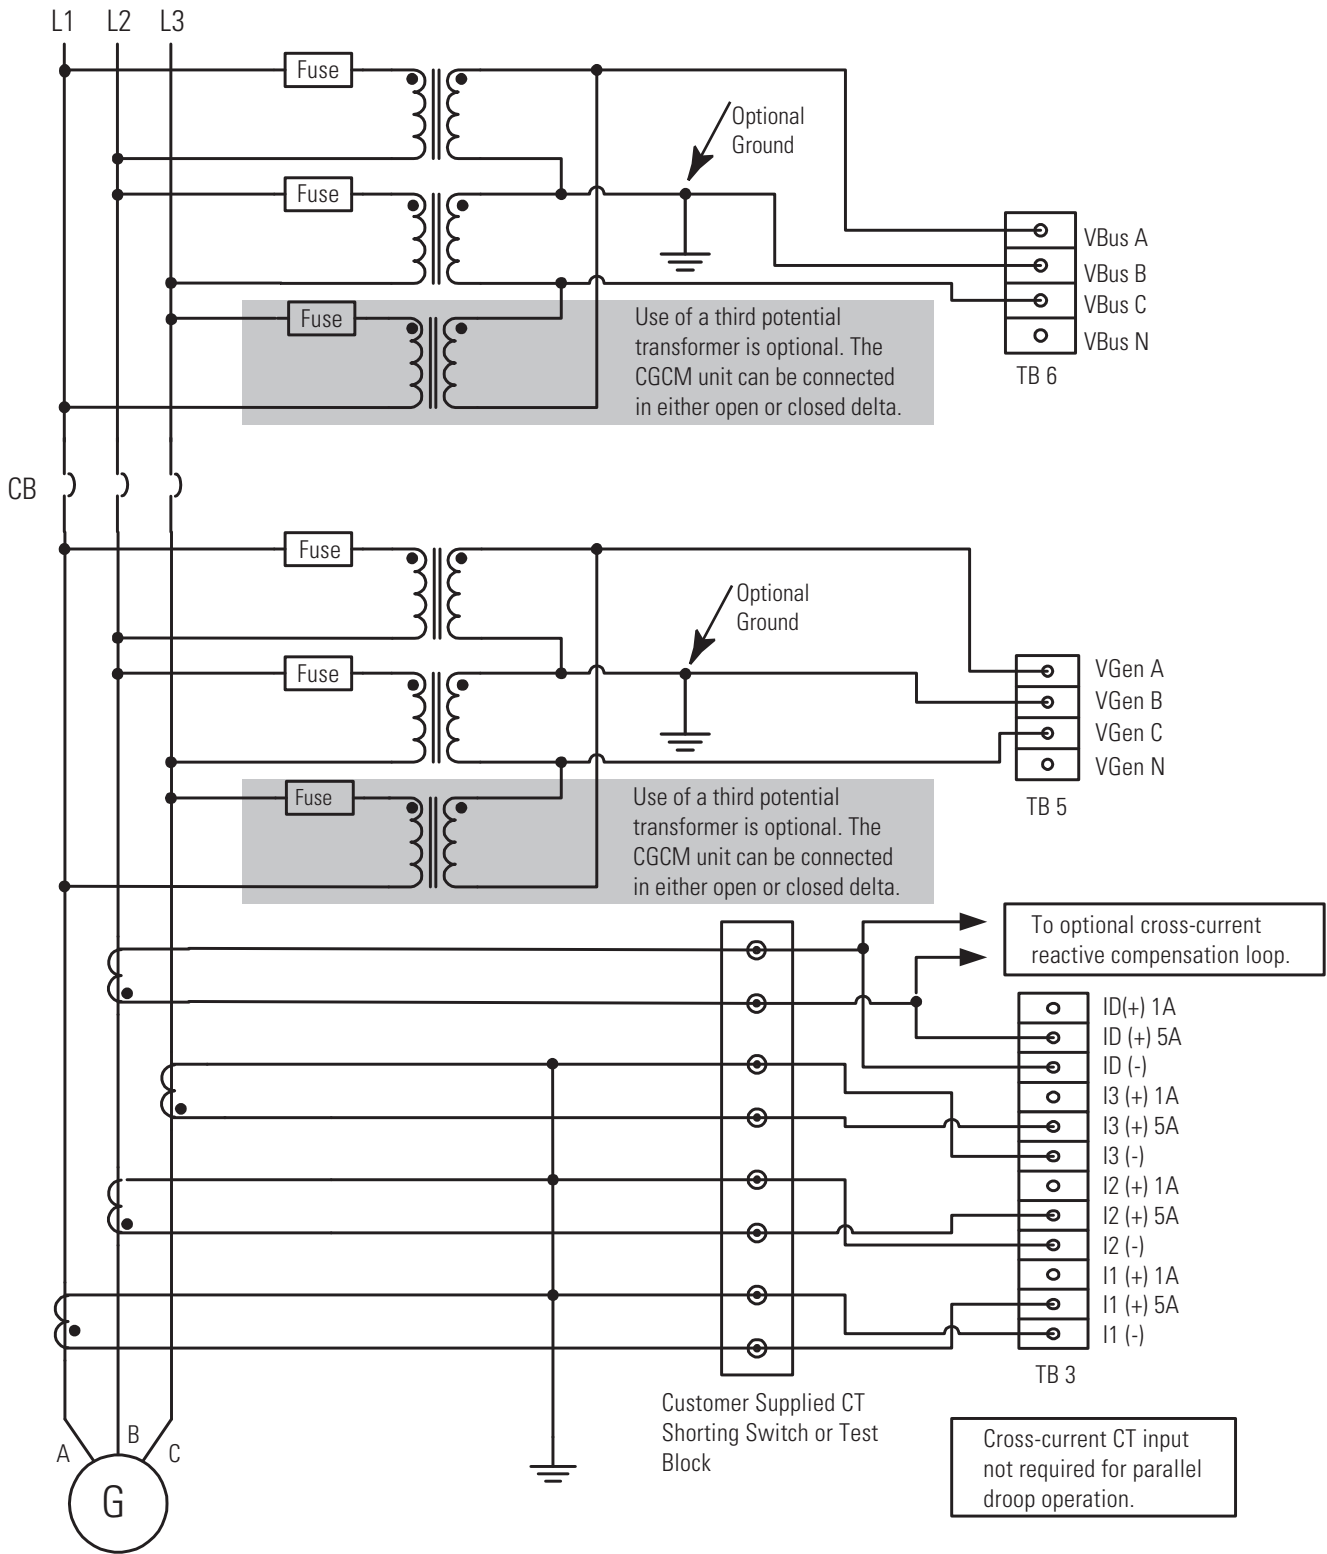 L1 L2 L3
Fuse
Optional
Ground
Fuse
VBus A
VBus B
VBus C
VBus N
TB 6
Fuse
Use of a third potential
transformer is optional. The
CGCM unit can be connected
in either open or closed delta.
CB
Fuse
Optional
Ground
Fuse
VGen A
VGen B
VGen C
VGen N
TB 5
Fuse
Use of a third potential
transformer is optional. The
CGCM unit can be connected
in either open or closed delta.
To optional cross-current
reactive compensation loop.
ID(+) 1A
ID (+) 5A
ID (-)
I3 (+) 1A
I3 (+) 5A
I3 (-)
I2 (+) 1A
I2 (+) 5A
I2 (-)
I1 (+) 1A
I1 (+) 5A
I1 (-)
TB 3
Customer Supplied CT
Shorting Switch or Test
Block
Cross-current CT input
not required for parallel
droop operation.
A B C
G